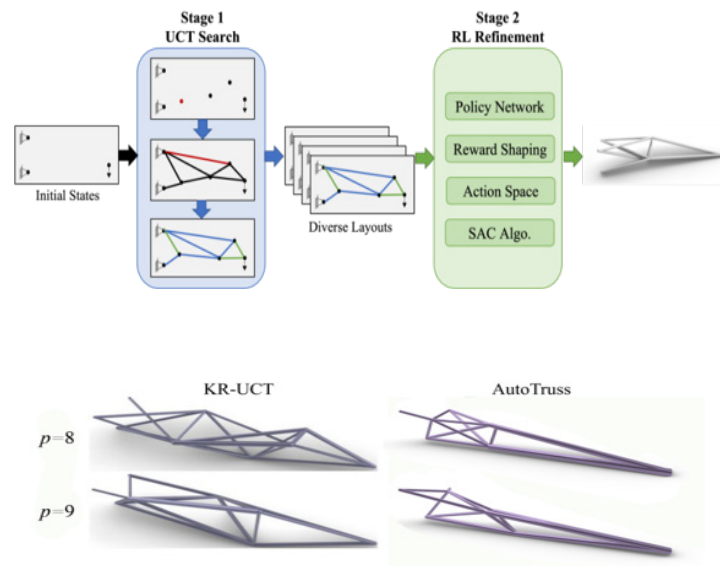 Stage 1
UCT Search
Stage 2
RL Refinement
Policy Network
Reward Shaping
Action Space
SAC Algo.
Initial States
Diverse Layouts
KR-UCT
AutoTruss
p=8
p=9